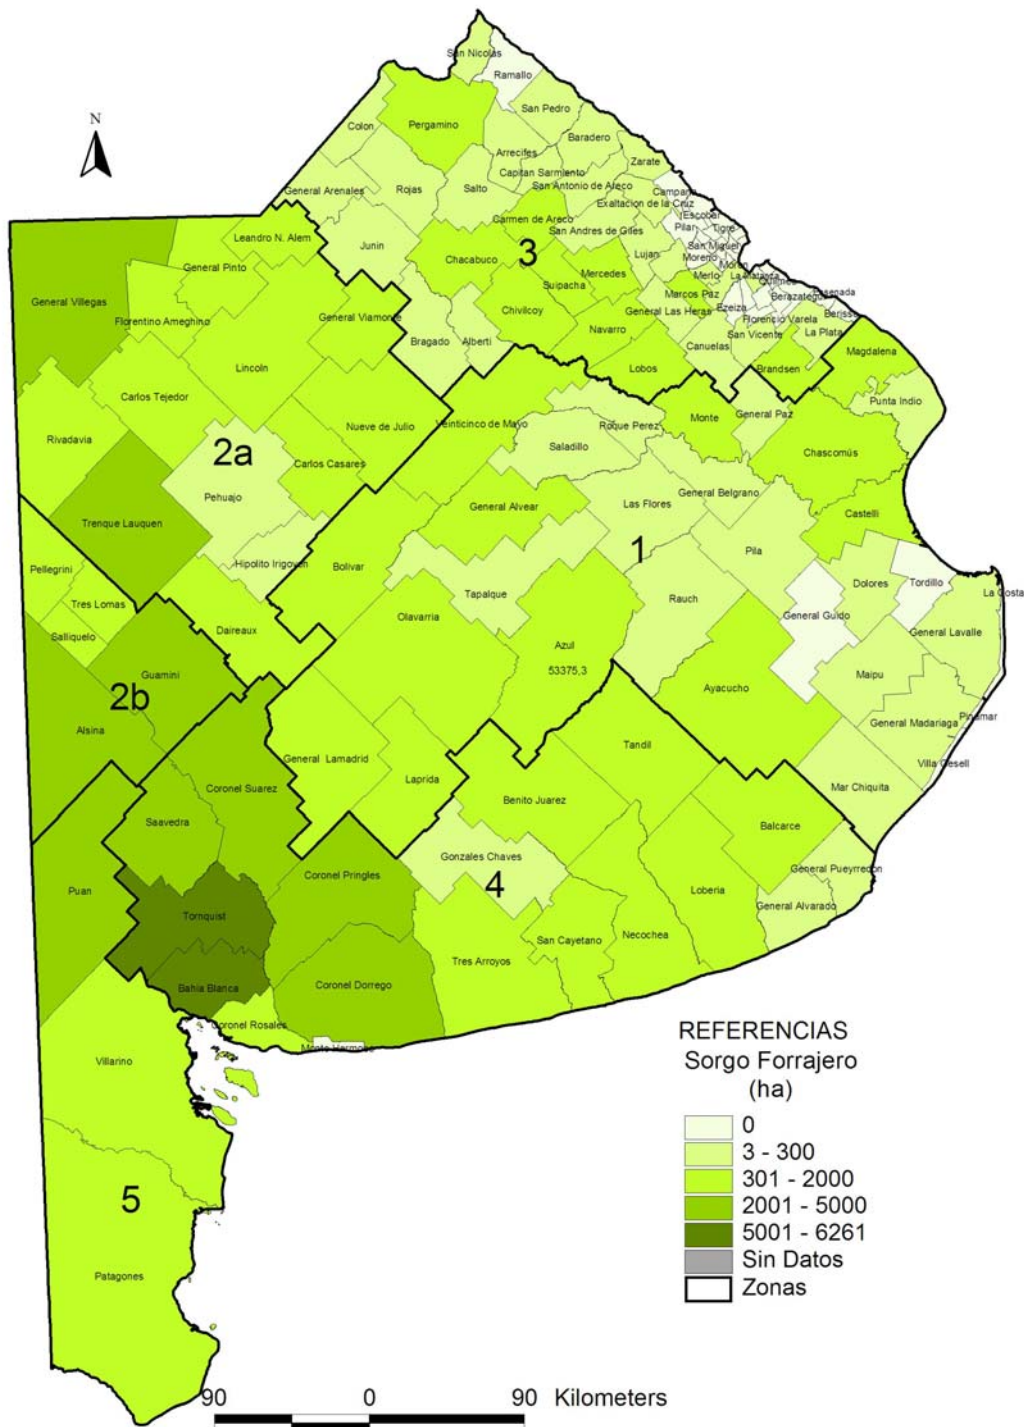 San Nicolas
Ramallo
N
San Pedro
Colon
Pergamino
Baradero
Arrecifes
Zarate
Capitan Sarmiento
General Arenales
Rojas
Salto
San Antonio de Areco
Campana
Exaltacion de la Cruz
Escobar
Carmen de Areco
Pilar
Tigre
Leandro N. Alem
Junin
San Andres de Giles
San Miguel
3
Lujan
Moreno
Moron
General Pinto
Chacabuco
Mercedes
Merlo
La Matanza
Quilmes
Suipacha
Ensenada
General Villegas
Marcos Paz
Berazategui
Chivilcoy
General Las Heras
Ezeiza
Berisso
Florentino Ameghino
General Viamonte
Florencio Varela
Navarro
San Vicente
La Plata
Bragado
Alberti
Canuelas
Magdalena
Lincoln
Lobos
Brandsen
Carlos Tejedor
Punta Indio
General Paz
Rivadavia
Nueve de Julio
Veinticinco de Mayo
Roque Perez
Monte
2a
Saladillo
Chascomús
Carlos Casares
General Belgrano
Pehuajo
Las Flores
General Alvear
Castelli
Trenque Lauquen
1
Pila
Hipolito Irigoyen
Bolivar
Pellegrini
Dolores
Tordillo
La Costa
Tapalque
Rauch
Tres Lomas
General Guido
Olavarria
Daireaux
General Lavalle
Salliquelo
Azul
53375,3
Guamini
Maipu
Ayacucho
2b
General Madariaga
Pinamar
Alsina
Tandil
General Lamadrid
Villa Gesell
Laprida
Coronel Suarez
Mar Chiquita
Benito Juarez
Saavedra
Balcarce
Gonzales Chaves
General Pueyrredon
Coronel Pringles
4
Puan
Loberia
General Alvarado
Tornquist
Necochea
San Cayetano
Tres Arroyos
Bahia Blanca
Coronel Dorrego
Coronel Rosales
Monte Hermoso
Villarino
5
Patagones
REFERENCIAS
Sorgo Forrajero
(ha)
0
3 - 300
301 - 2000
2001 - 5000
5001 - 6261
Sin Datos
Zonas
90 0 90 Kilometers